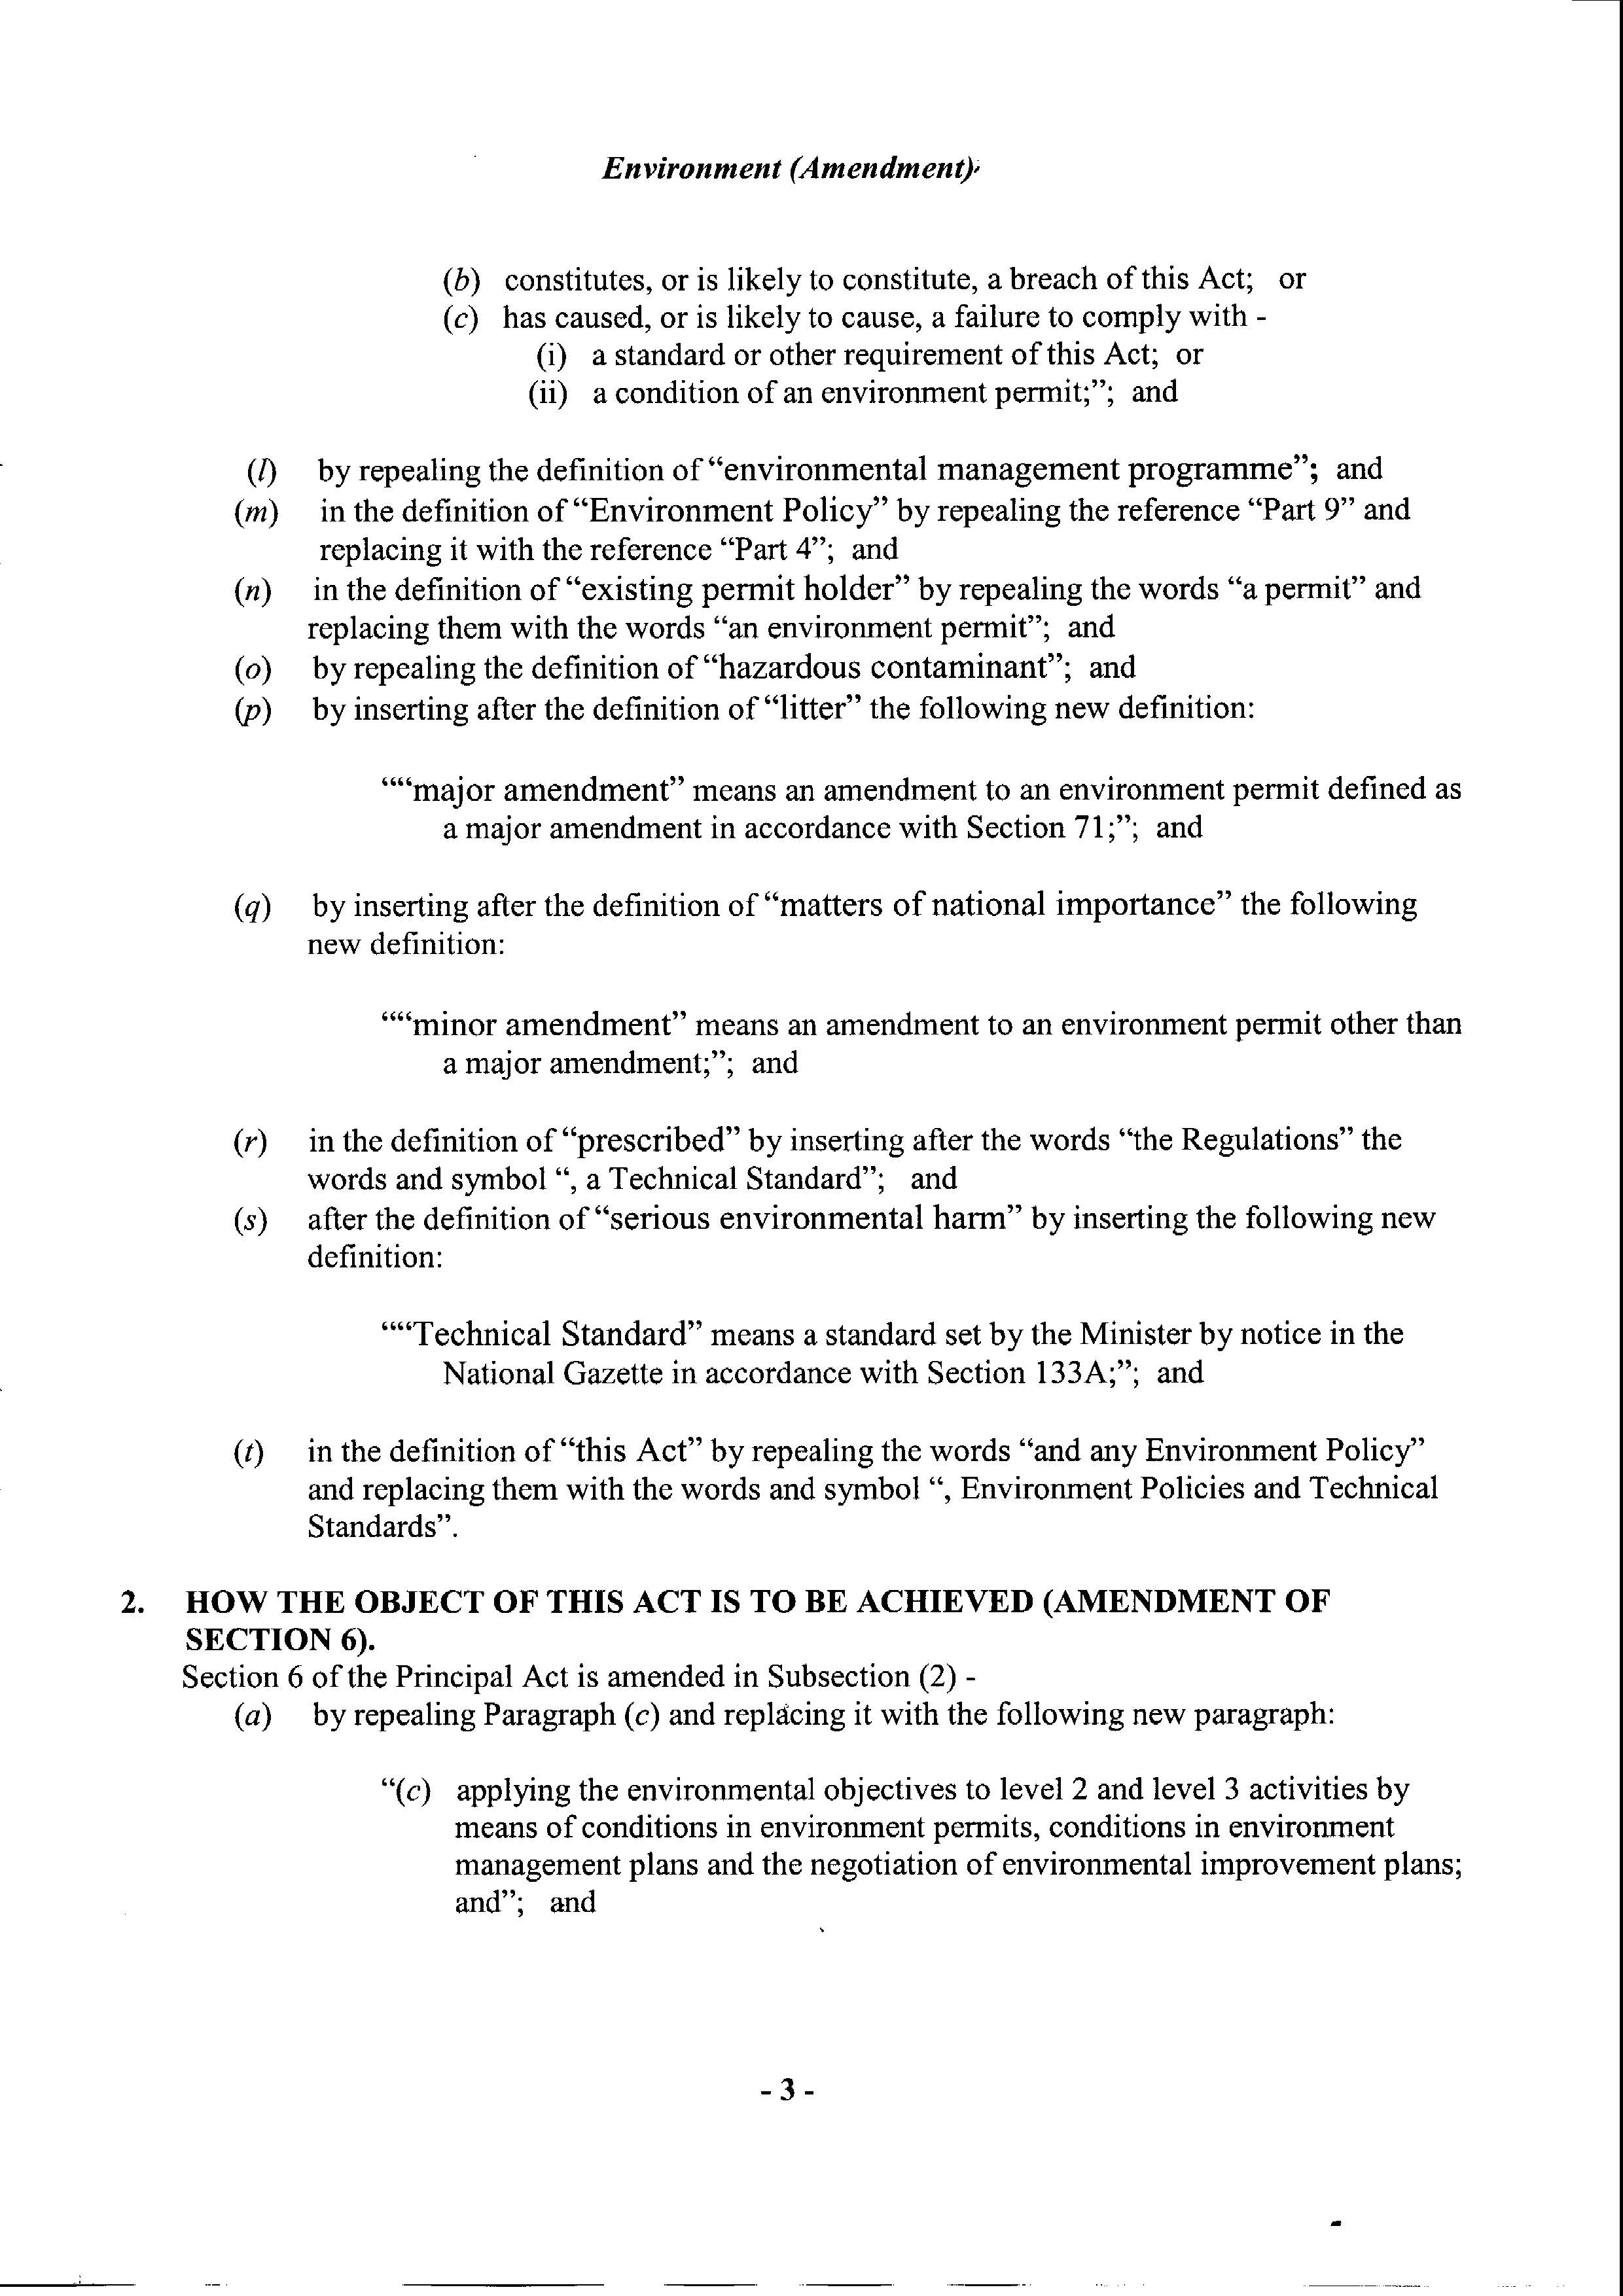 Environment (Amendment)
(b) constitutes, or is likely to constitute, a breach of this Act; or
(c) has caused, or is likely to cause, a failure to comply with -
(i) a standard or other requirement of this Act; or
(ii) a condition of an environment permit;”; and
(l) by repealing the definition of “environmental management programme”; and
(m) in the definition of “Environment Policy” by repealing the reference “Part 9” and
replacing it with the reference “Part 4”; and
(n) in the definition of “existing permit holder” by repealing the words “a permit” and
replacing them with the words “an environment permit”; and
(o) by repealing the definition of “hazardous contaminant”; and
(p) by inserting after the definition of “litter” the following new definition:
““major amendment” means an amendment to an environment permit defined as
a major amendment in accordance with Section 71;”; and
(q) by inserting after the definition of “matters of national importance” the following
new definition:
““minor amendment” means an amendment to an environment permit other than
a major amendment;”; and
(r) in the definition of “prescribed” by inserting after the words “the Regulations” the
words and symbol “, a Technical Standard”; and
(s) after the definition of “serious environmental harm” by inserting the following new
definition:
““Technical Standard” means a standard set by the Minister by notice in the
National Gazette in accordance with Section 133A;”; and
(t) in the definition of “this Act” by repealing the words “and any Environment Policy”
and replacing them with the words and symbol “, Environment Policies and Technical
Standards”.
2. HOW THE OBJECT OF THIS ACT IS TO BE ACHIEVED (AMENDMENT OF
SECTION 6).
Section 6 of the Principal Act is amended in Subsection (2) -
(a) by repealing Paragraph (c) and replacing it with the following new paragraph:
“(c) applying the environmental objectives to level 2 and level 3 activities by
means of conditions in environment permits, conditions in environment
management plans and the negotiation of environmental improvement plans;
and”; and
- 3 -